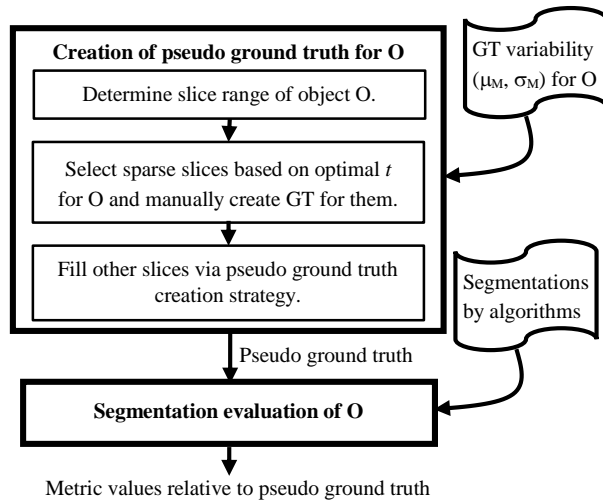 Creation of pseudo ground truth for O
Determine slice range of object O.
Select sparse slices based on optimal t
for O and manually create GT for them.
Fill other slices via pseudo ground truth
creation strategy.
GT variability
(μM, σM) for O
Segmentations
by algorithms
Pseudo ground truth
Segmentation evaluation of O
Metric values relative to pseudo ground truth